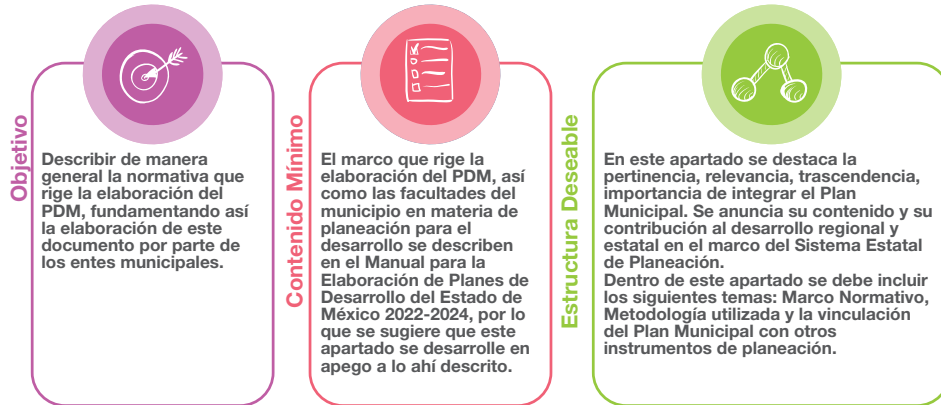 Objetivo
Describir de manera
general la normativa que
rige la elaboración del
PDM, fundamentando así
la elaboración de este
documento por parte de
los entes municipales.
Contenido Mínimo
El marco que rige la
elaboración del PDM, así
como las facultades del
municipio en materia de
planeación para el
desarrollo se describen
en el Manual para la
Elaboración de Planes de
Desarrollo del Estado de
México 2022-2024, por lo
que se sugiere que este
apartado se desarrolle en
apego a lo ahí descrito.
Estructura Deseable
En este apartado se destaca la
pertinencia, relevancia, trascendencia,
importancia de integrar el Plan
Municipal. Se anuncia su contenido y su
contribución al desarrollo regional y
estatal en el marco del Sistema Estatal
de Planeación.
Dentro de este apartado se debe incluir
los siguientes temas: Marco Normativo,
Metodología utilizada y la vinculación
del Plan Municipal con otros
instrumentos de planeación.